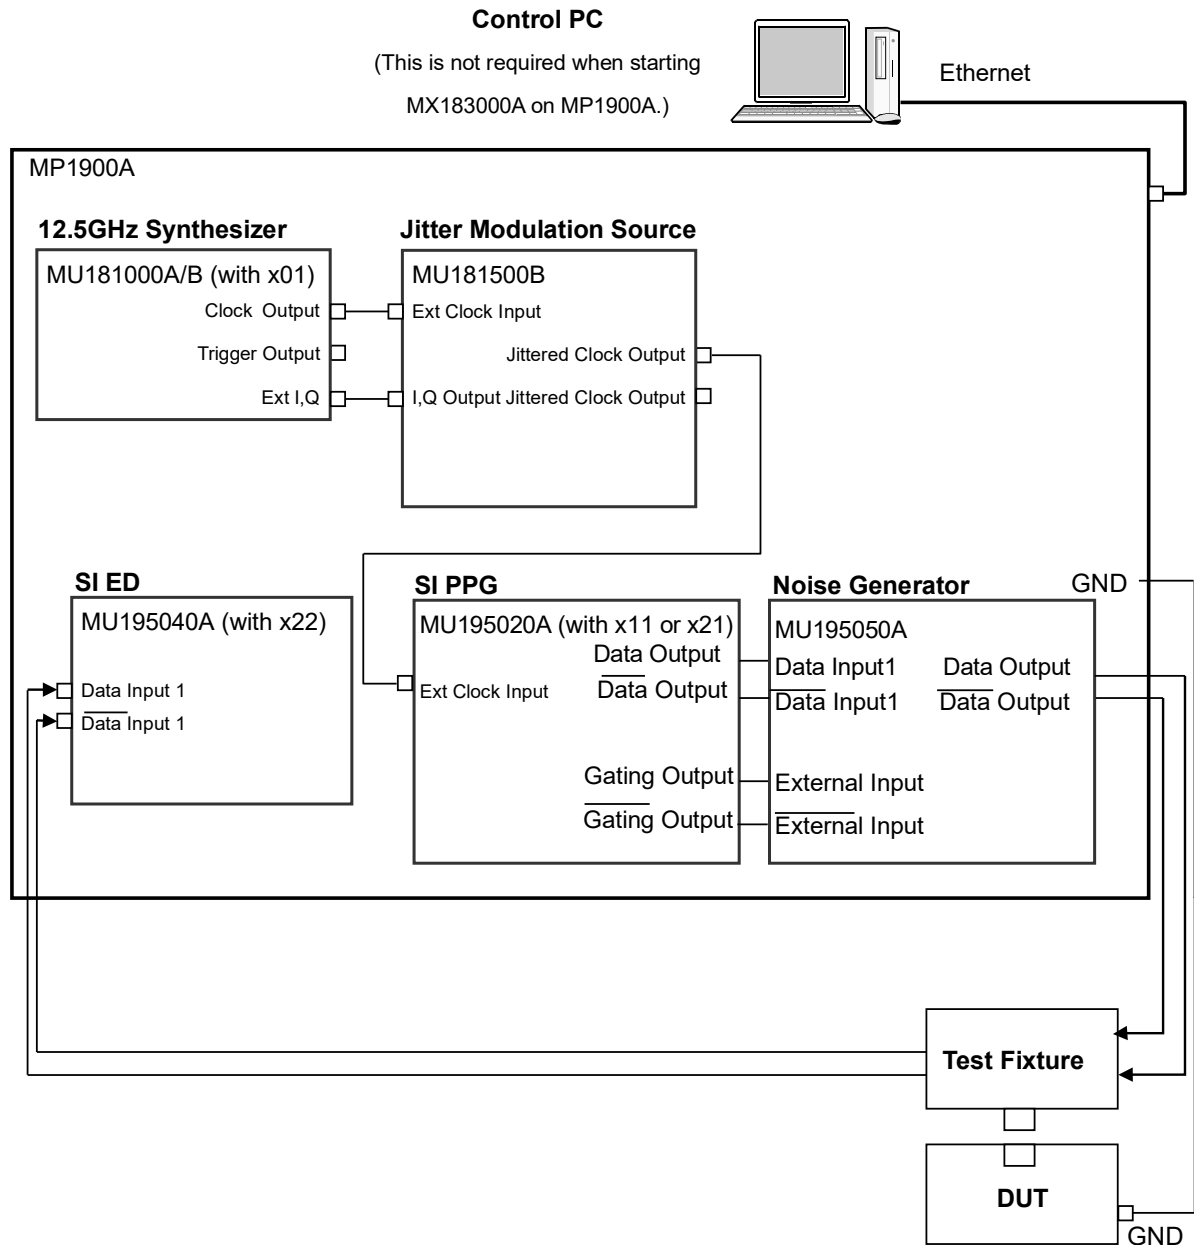 Control PC
(This is not required when starting
MX183000A on MP1900A.)
Ethernet
MP1900A
12.5GHz Synthesizer
MU181000A/B (with x01)
Clock Output
Trigger Output
Ext I,Q
Jitter Modulation Source
MU181500B
Ext Clock Input
Jittered Clock Output
I,Q Output Jittered Clock Output
SI ED
MU195040A (with x22)
Data Input 1
Data Input 1
SI PPG
MU195020A (with x11 or x21)
Data Output
Data Output
Ext Clock Input
Gating Output
Gating Output
Noise Generator
MU195050A
Data Input1
Data Output
Data Input1
Data Output
External Input
External Input
GND
Test Fixture
DUT
GND